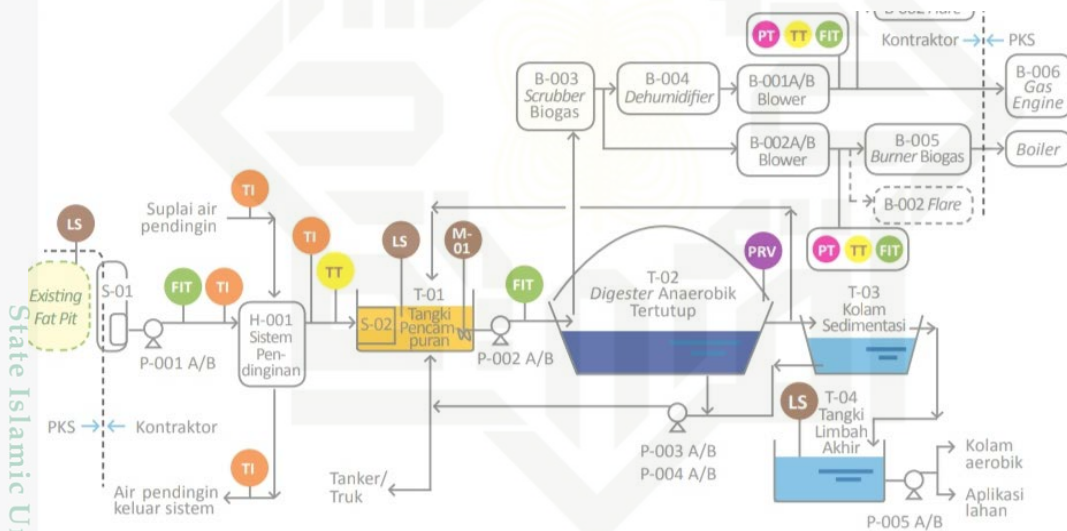 B-002 Flare
Kontraktor
PKS
PT
TT
FIT
B-003
Scrubber
Biogas
B-004
Dehumidifier
B-001A/B
Blower
B-006
Gas
Engine
B-002A/B
Blower
B-005
Burner Biogas
Boiler
B-002 Flare
PT
TT
FIT
TI
Suplai air
pendingin
LS
Existing
Fat Pit
S-01
FIT
TI
P-001 A/B
H-001
Sistem
Pen-
dinginan
TI
TT
LS
M-
01
T-01
S-02
Tangki
Pencam
puran
FIT
P-002 A/B
T-02
Digester Anaerobik
Tertutup
PRV
T-03
Kolam
Sedimentasi
PKS
Kontraktor
TI
Air pendingin
keluar sistem
Tanker/
Truk
P-003 A/B
P-004 A/B
LS
T-04
Tangki
Limbah
Akhir
P-005 A/B
Kolam
aerobik
Aplikasi
lahan
State Islamic